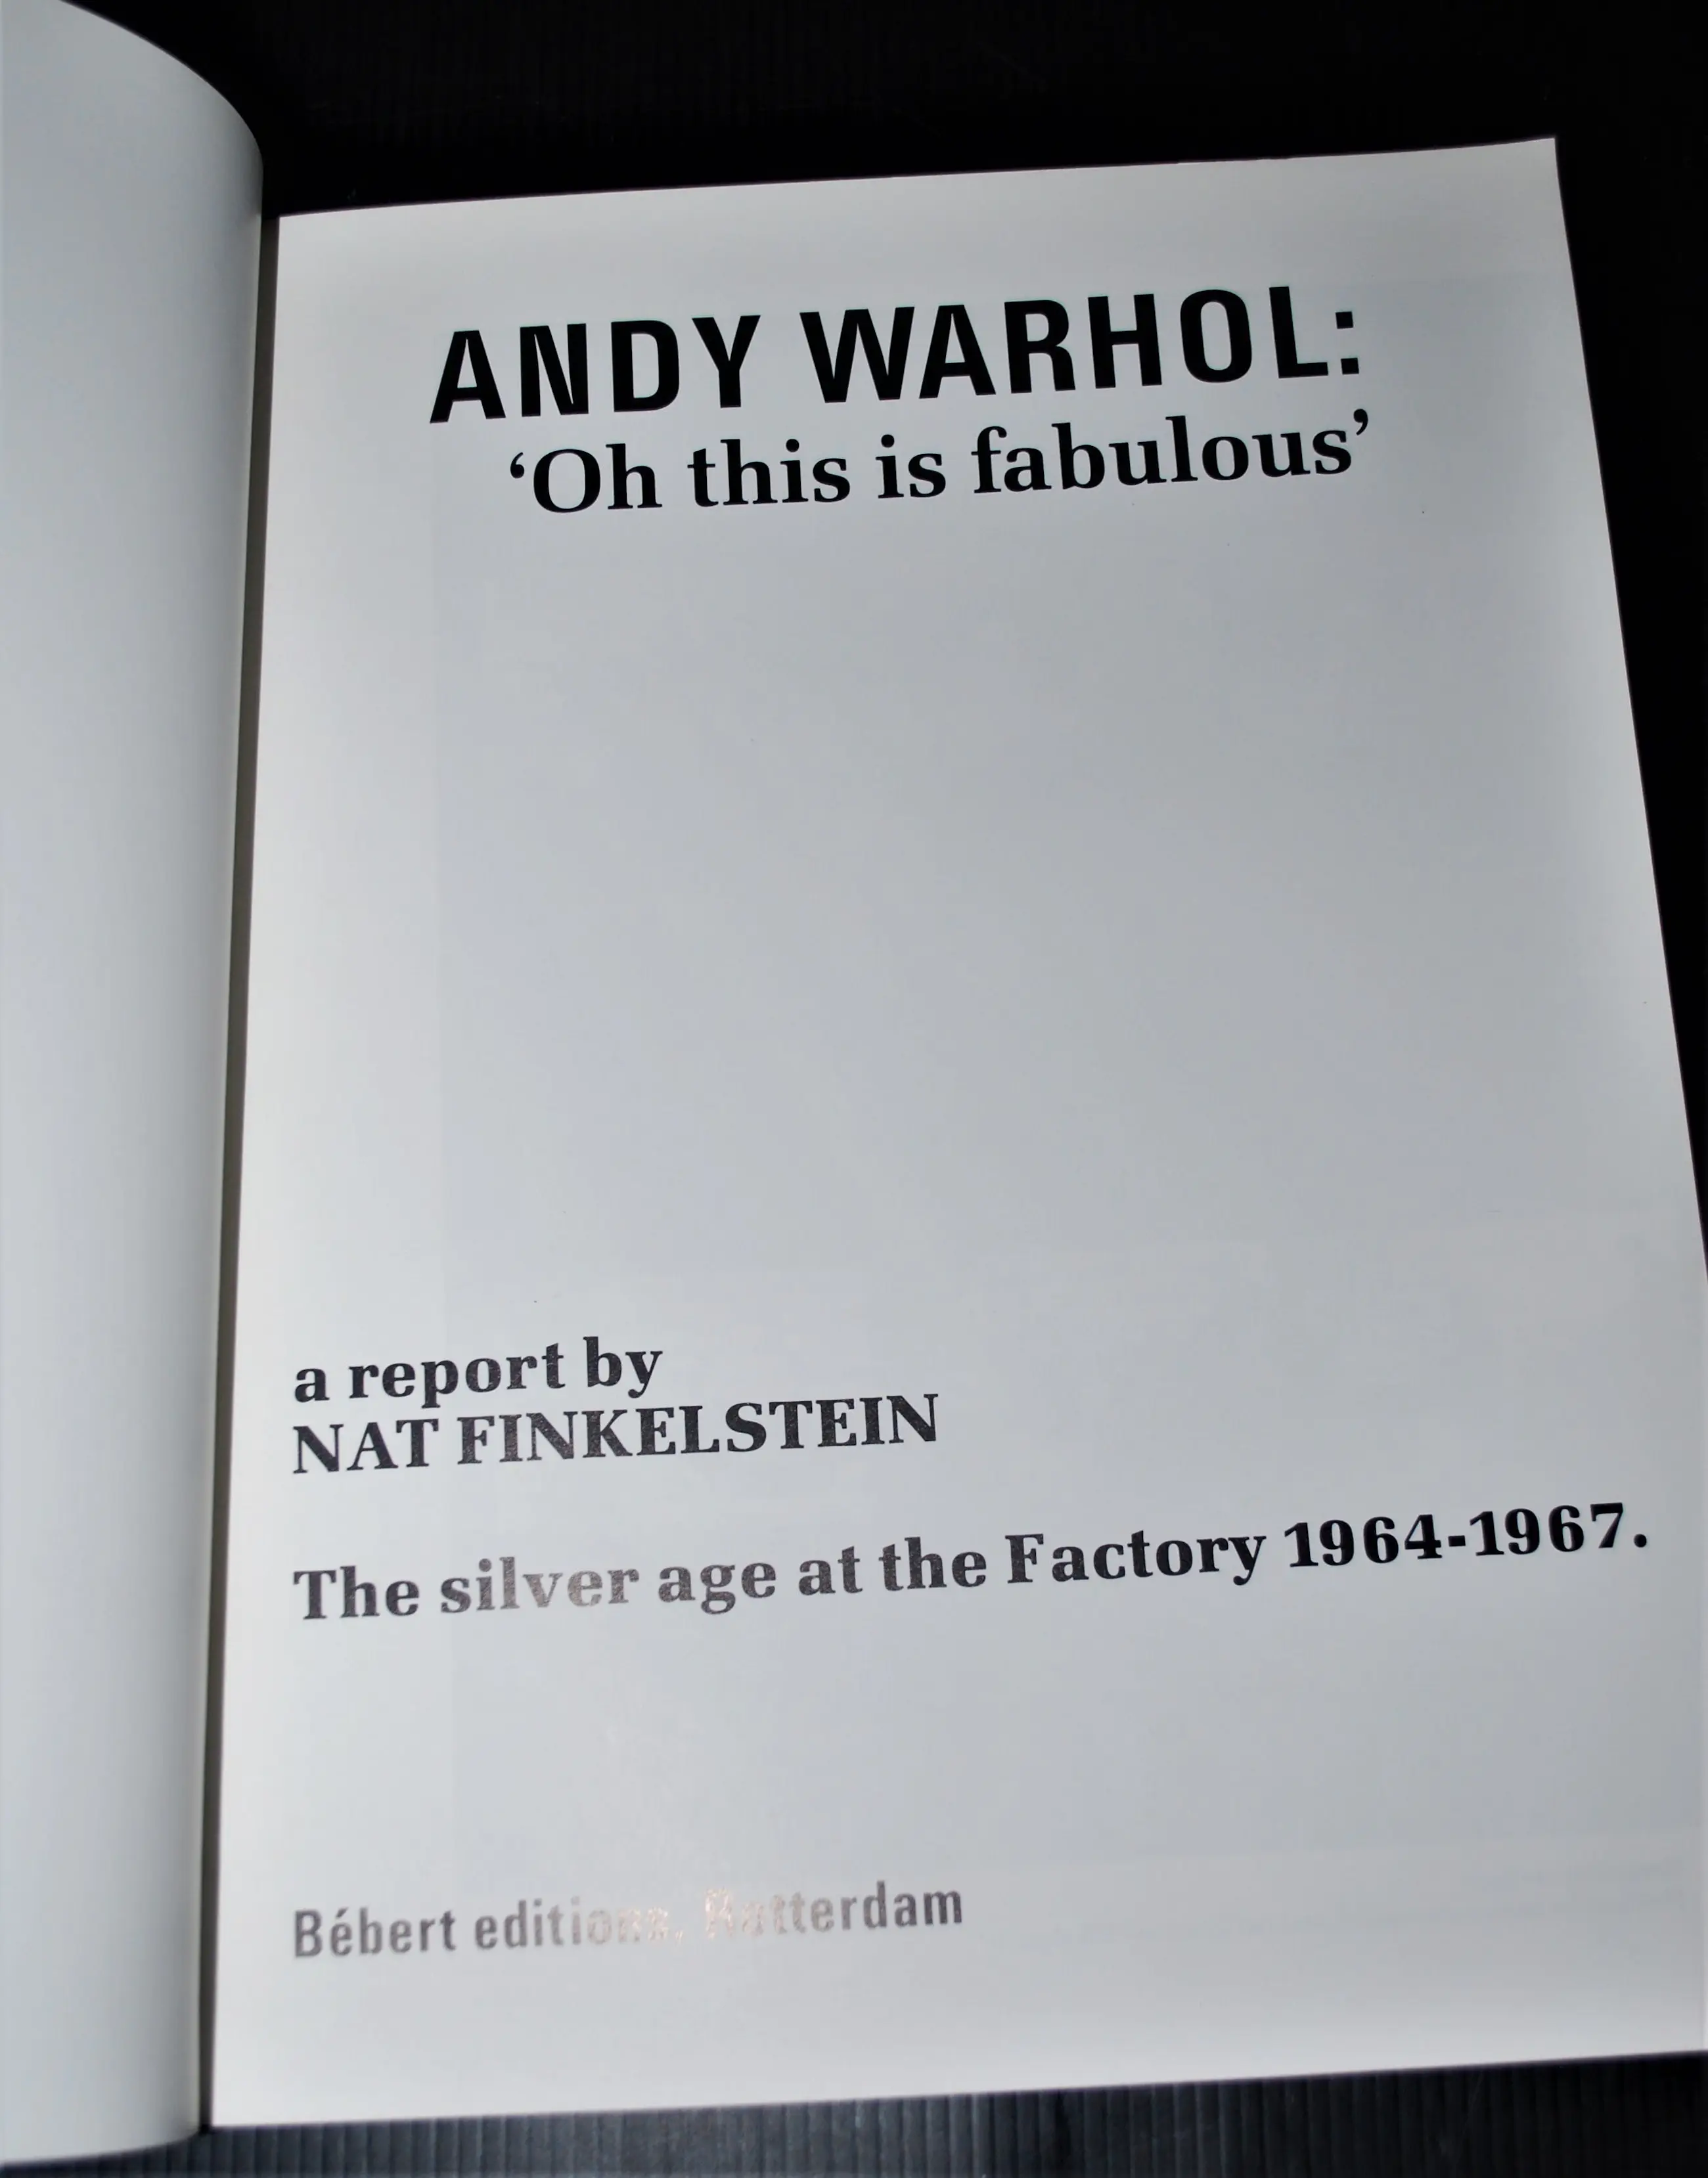 ANDY WARHOL:
‘Oh this is fabulous’
a report by
NAT FINKELSTEIN
The silver age at the Factory 1964-1967.
Bébert editions, Rotterdam